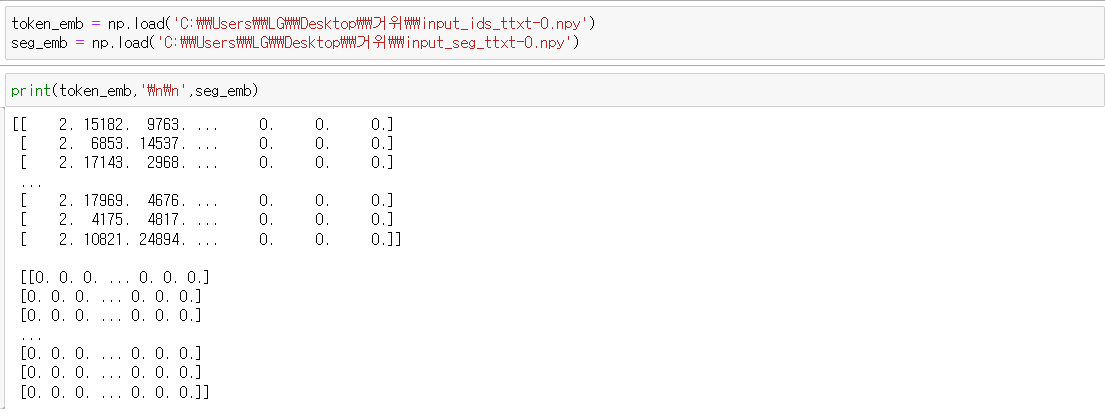 token_emb = np.load('C:₩₩Users₩₩LG₩₩Desktop₩₩거위₩₩input_ids_ttxt-0.npy')
seg_emb = np.load('C:₩₩Users₩₩LG₩₩Desktop₩₩거위₩₩input_seg_ttxt-0.npy')
print(token_emb,'₩n₩n',seg_emb)
[[    2. 15182.  9763. ...     0.     0.     0.]
 [    2.  6853. 14537. ...     0.     0.     0.]
 [    2. 17143.  2968. ...     0.     0.     0.]
 ...
 [    2. 17969.  4676. ...     0.     0.     0.]
 [    2.  4175.  4817. ...     0.     0.     0.]
 [    2. 10821. 24894. ...     0.     0.     0.]]
 [[0. 0. 0. ... 0. 0. 0.]
 [0. 0. 0. ... 0. 0. 0.]
 [0. 0. 0. ... 0. 0. 0.]
 ...
 [0. 0. 0. ... 0. 0. 0.]
 [0. 0. 0. ... 0. 0. 0.]
 [0. 0. 0. ... 0. 0. 0.]]